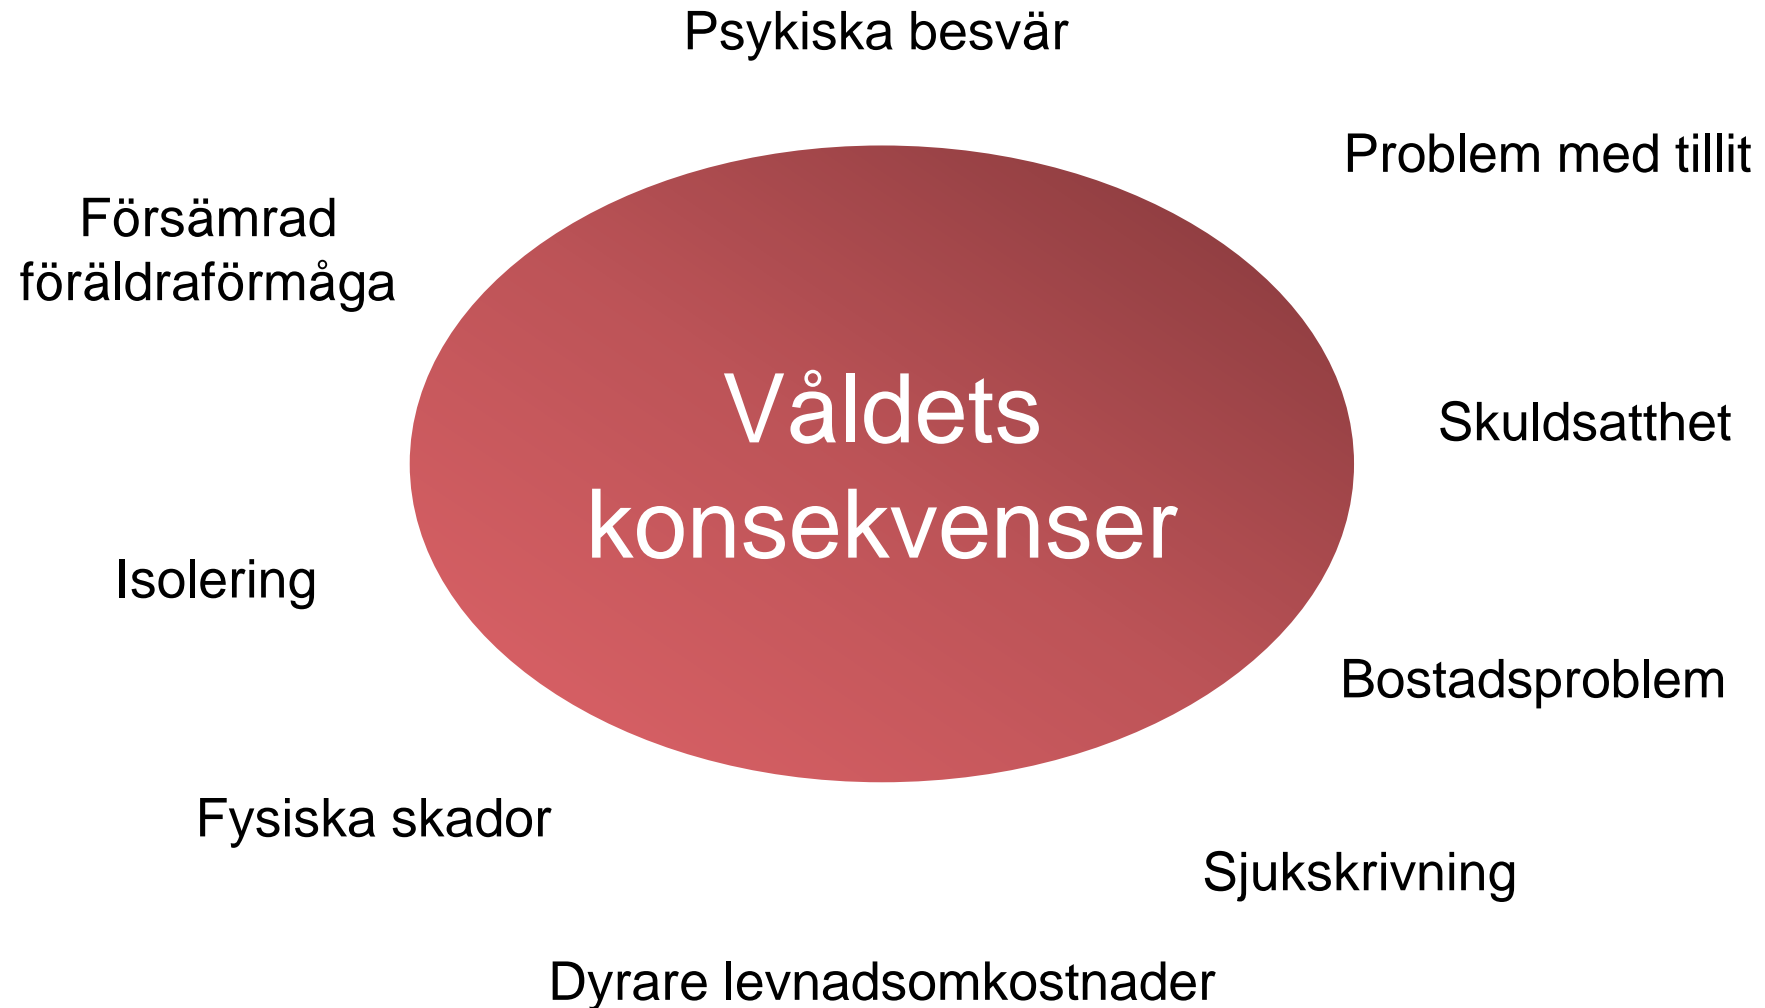 Psykiska besvär
Problem med tillit
Försämrad
föräldraförmåga
Våldets
konsekvenser
Skuldsatthet
Isolering
Bostadsproblem
Fysiska skador
Sjukskrivning
Dyrare levnadsomkostnader